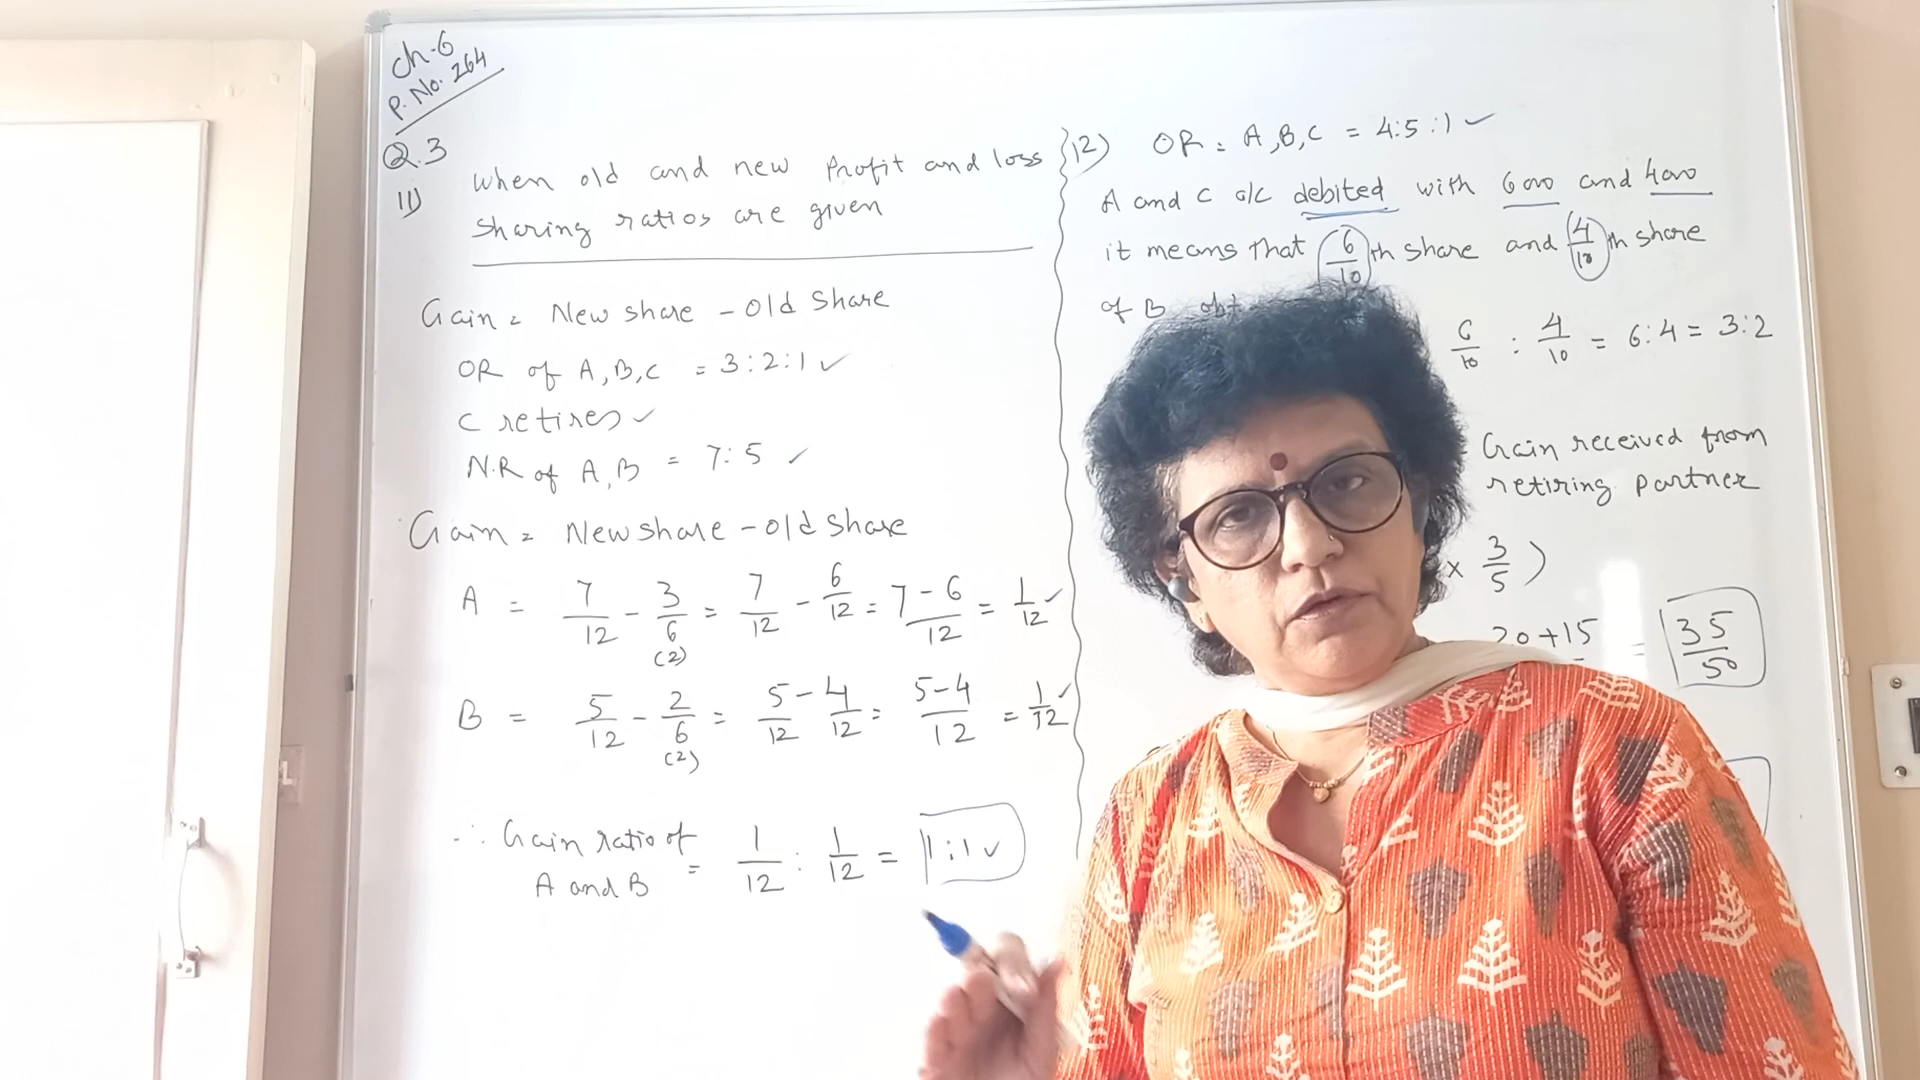 Ch-6
P. No. 264
Q.3
11) When old and new Profit and loss
sharing ratios are given
Gain = New share - old share
OR of A, B, C = 3:2:1 ✓
C retires ✓
N.R of A, B = 7:5 ✓
Gain = New share - old share
A = 7/12 - 3/6 (2) = 7/12 - 6/12 = 7-6/12 = 1/12 ✓
B = 5/12 - 2/6 (2) = 5/12 - 4/12 = 5-4/12 = 1/12 ✓
∴ Gain ratio of
A and B = 1/12 : 1/12 = 1:1 ✓
12) OR = A, B, C = 4:5:1 ✓
A and C a/c debited with 6000 and 4000
it means that 6/10 th share and 4/10 th share
of B
6/10 : 4/10 = 6:4 = 3:2
Gain received from
retiring partner
x 3/5 )
20+15 = 35/50